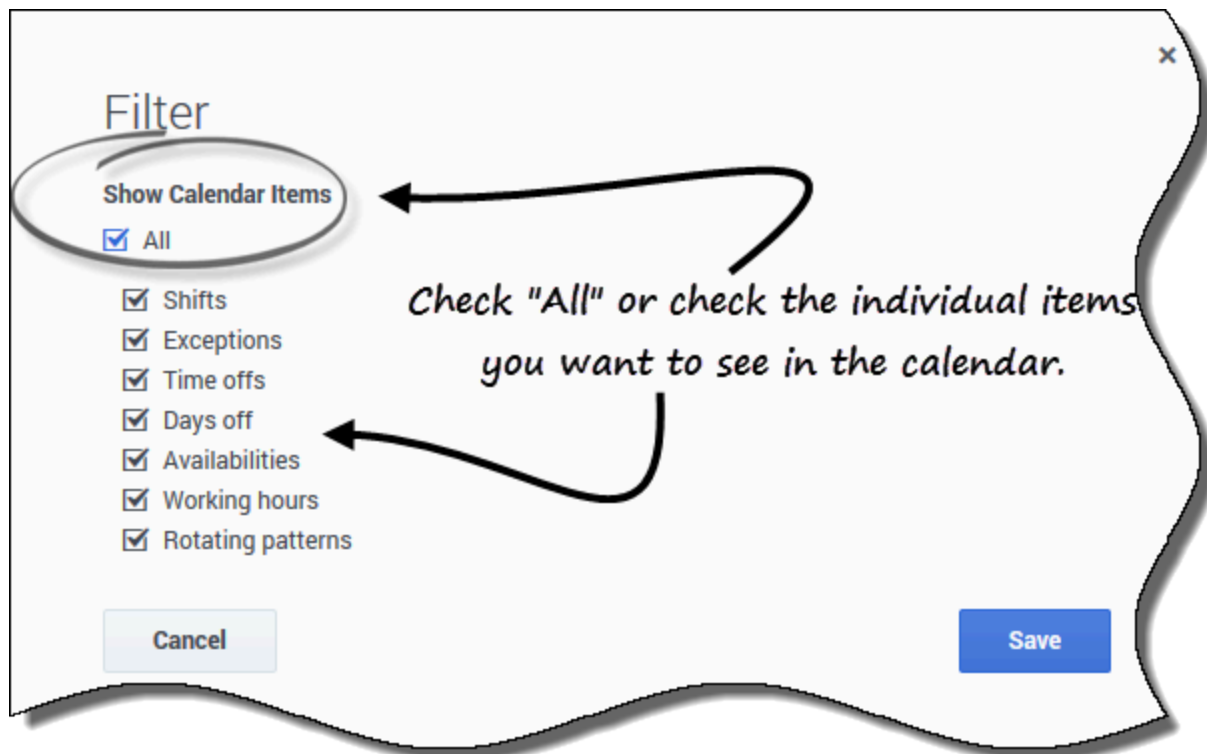 Filter
Show Calendar Items
All
Shifts
Exceptions
Time offs
Days off
Availabilities
Working hours
Rotating patterns
Check "All" or check the individual items
you want to see in the calendar.
Cancel
Save